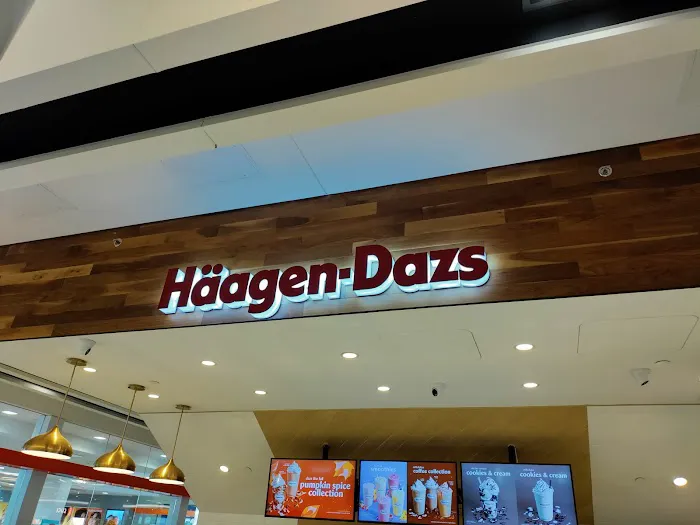 Häagen-Dazs
pumpkin spice
collection
coffee collection
cookies & cream
cookies & cream